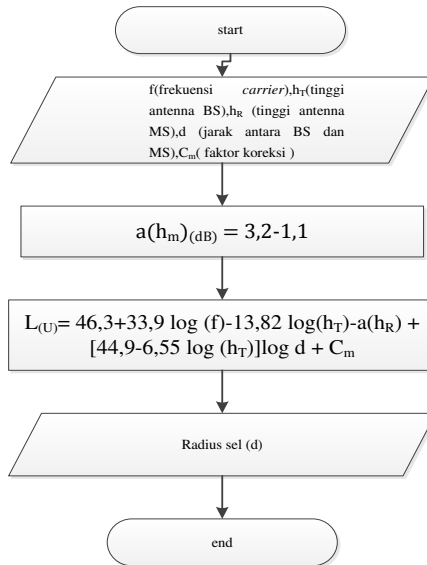 start
f(frekuensi carrier),hT(tinggi
antenna BS),hR (tinggi antenna
MS),d (jarak antara BS dan
MS),Cm( faktor koreksi )
a(hm)(dB) = 3,2-1,1
L(U)= 46,3+33,9 log (f)-13,82 log(hT)-a(hR) +
[44,9-6,55 log (hT)]log d + Cm
Radius sel (d)
end